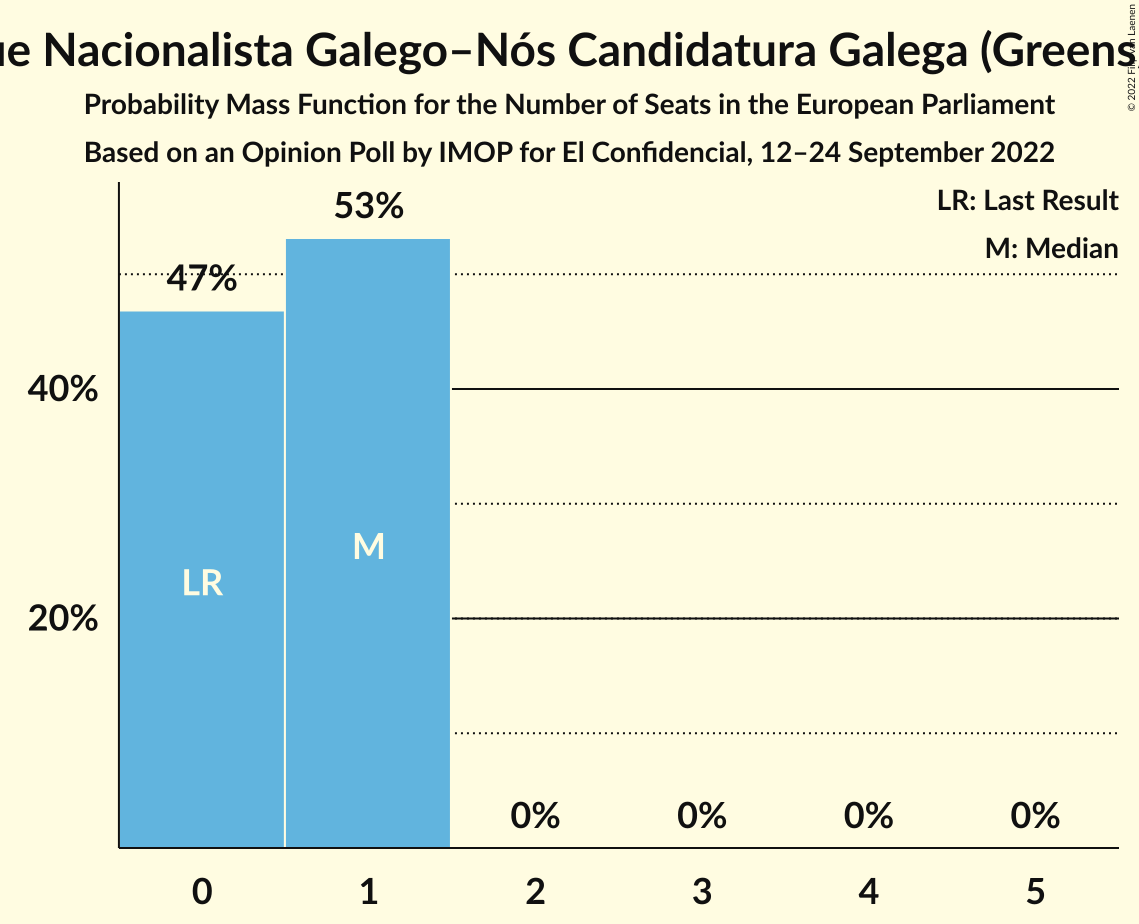 Nacionalista Galego–Nós Candidatura Galega (Greens
Probability Mass Function for the Number of Seats in the European Parliament
Based on an Opinion Poll by IMOP for El Confidencial, 12–24 September 2022
LR: Last Result
M: Median
53%
47%
40%
20%
LR
M
0% 0% 0% 0%
0 1 2 3 4 5
© 2022 Laenen